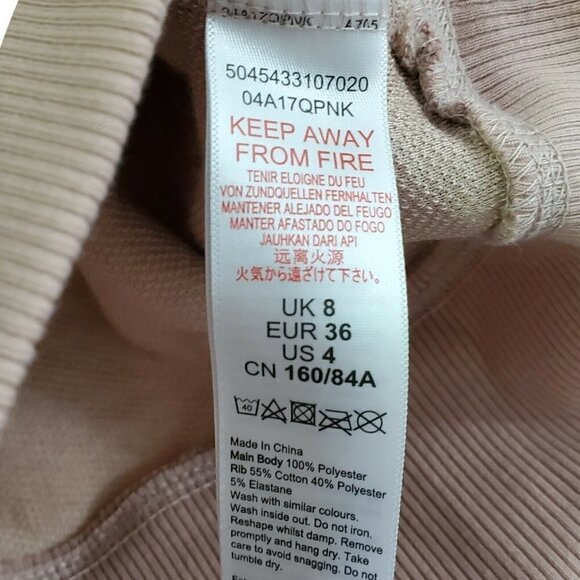 5045433107020
04A17QPNK
KEEP AWAY
FROM FIRE
TENIR ELOIGNE DU FEU
VON ZUNDQUELLEN FERNHALTEN
MANTENER ALEJADO DEL FEUGO
MANTER AFASTADO DO FOGO
JAUHKAN DARI API
远离火源
火気から遠ざけて下さい。
UK 8
EUR 36
US 4
CN 160/84A
40
Made In China
Main Body 100% Polyester
Rib 55% Cotton 40% Polyester
5% Elastane
Wash with similar colours.
Wash inside out. Do not iron.
Reshape whilst damp. Remove
promptly and hang dry. Take
care to avoid snagging. Do not
tumble dry.